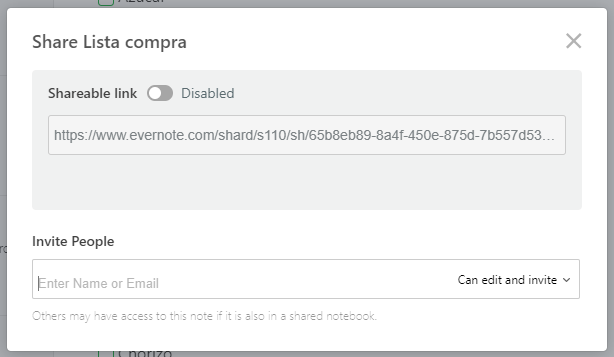 Azúcar
Share Lista compra
Shareable link Disabled
https://www.evernote.com/shard/s110/sh/65b8eb89-8a4f-450e-875d-7b557d53...
Invite People
Enter Name or Email Can edit and invite
Others may have access to this note if it is also in a shared notebook.
Chorizo